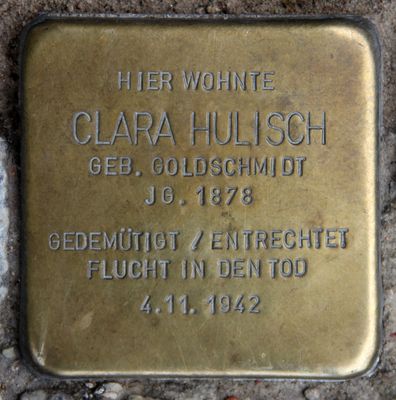 HIER WOHNTE
CLARA HULISCH
GEB. GOLDSCHMIDT
JG. 1878
GEDEMÜTIGT / ENTRECHTET
FLUCHT IN DEN TOD
4.11. 1942